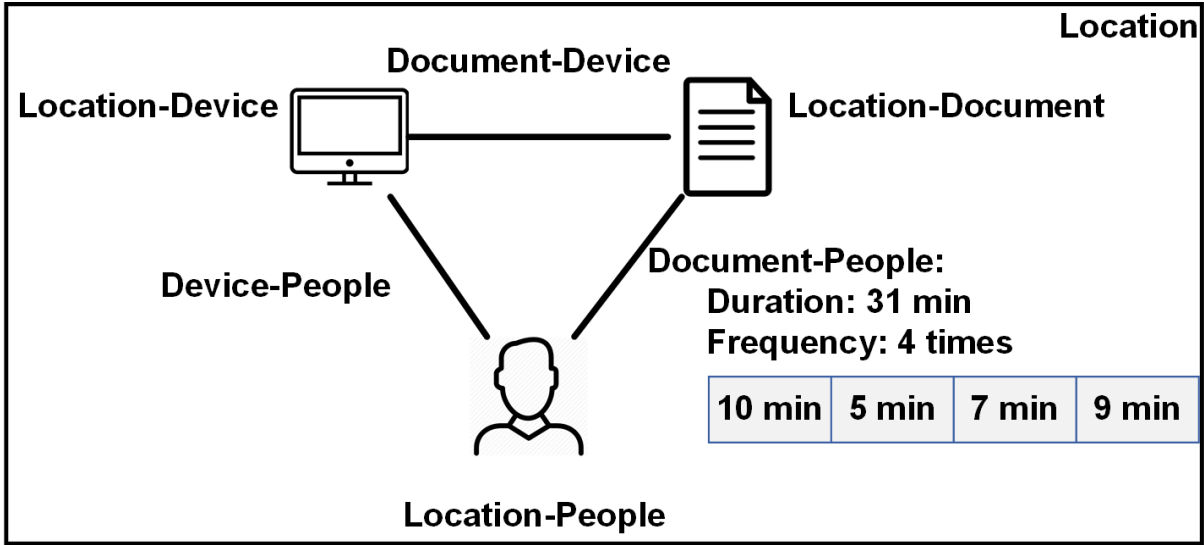 Location
Document-Device
Location-Device
Location-Document
Device-People
Document-People:
Duration: 31 min
Frequency: 4 times
10 min 5 min 7 min 9 min
Location-People